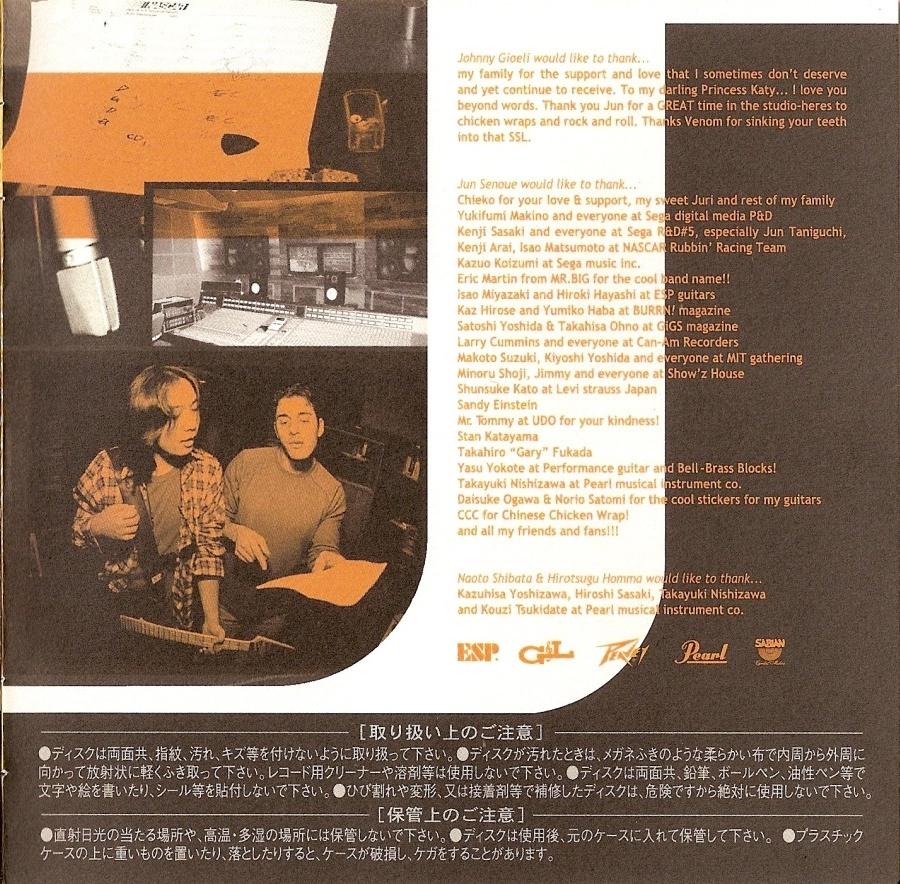 NASCAR
Johnny Gioeli would like to thank...
my family for the support and love that I sometimes don't deserve
and yet continue to receive. To my darling Princess Katy... I love you
beyond words. Thank you Jun for a GREAT time in the studio-heres to
chicken wraps and rock and roll. Thanks Venom for sinking your teeth
into that SSL.
Jun Senoue would like to thank...
Chieko for your love & support, my sweet Juri and rest of my family
Yukifumi Makino and everyone at Sega digital media P&D
Kenji Sasaki and everyone at Sega R&D#5, especially Jun Taniguchi,
Kenji Arai, Isao Matsumoto at NASCAR Rubbin' Racing Team
Kazuo Koizumi at Sega music inc.
Eric Martin from MR.BIG for the cool band name!!
Isao Miyazaki and Hiroki Hayashi at ESP guitars
Kaz Hirose and Yumiko Haba at BURRN! magazine
Satoshi Yoshida & Takahisa Ohno at GiGS magazine
Larry Cummins and everyone at Can-Am Recorders
Makoto Suzuki, Kiyoshi Yoshida and everyone at MIT gathering
Minoru Shoji, Jimmy and everyone at Show'z House
Shunsuke Kato at Levi strauss Japan
Sandy Einstein
Mr. Tommy at UDO for your kindness!
Stan Katayama
Takahiro "Gary" Fukada
Yasu Yokote at Performance guitar and Bell-Brass Blocks!
Takayuki Nishizawa at Pearl musical instrument co.
Daisuke Ogawa & Norio Satomi for the cool stickers for my guitars
CCC for Chinese Chicken Wrap!
and all my friends and fans!!!
Naoto Shibata & Hirotsugu Homma would like to thank...
Kazuhisa Yoshizawa, Hiroshi Sasaki, Takayuki Nishizawa
and Kouzi Tsukidate at Pearl musical instrument co.
ESP. G&L PEAVEY Pearl SABIAN
[取り扱い上のご注意]
●ディスクは両面共、指紋、汚れ、キズ等を付けないように取り扱って下さい。●ディスクが汚れたときは、メガネふきのような柔らかい布で内周から外周に
向かって放射状に軽くふき取って下さい。レコード用クリーナーや溶剤等は使用しないで下さい。●ディスクは両面共、鉛筆、ボールペン、油性ペン等で
文字や絵を書いたり、シール等を貼付しないで下さい。●ひび割れや変形、又は接着剤等で補修したディスクは、危険ですから絶対に使用しないで下さい。
[保管上のご注意]
●直射日光の当たる場所や、高温・多湿の場所には保管しないで下さい。●ディスクは使用後、元のケースに入れて保管して下さい。 ●プラスチック
ケースの上に重いものを置いたり、落としたりすると、ケースが破損し、ケガをすることがあります。